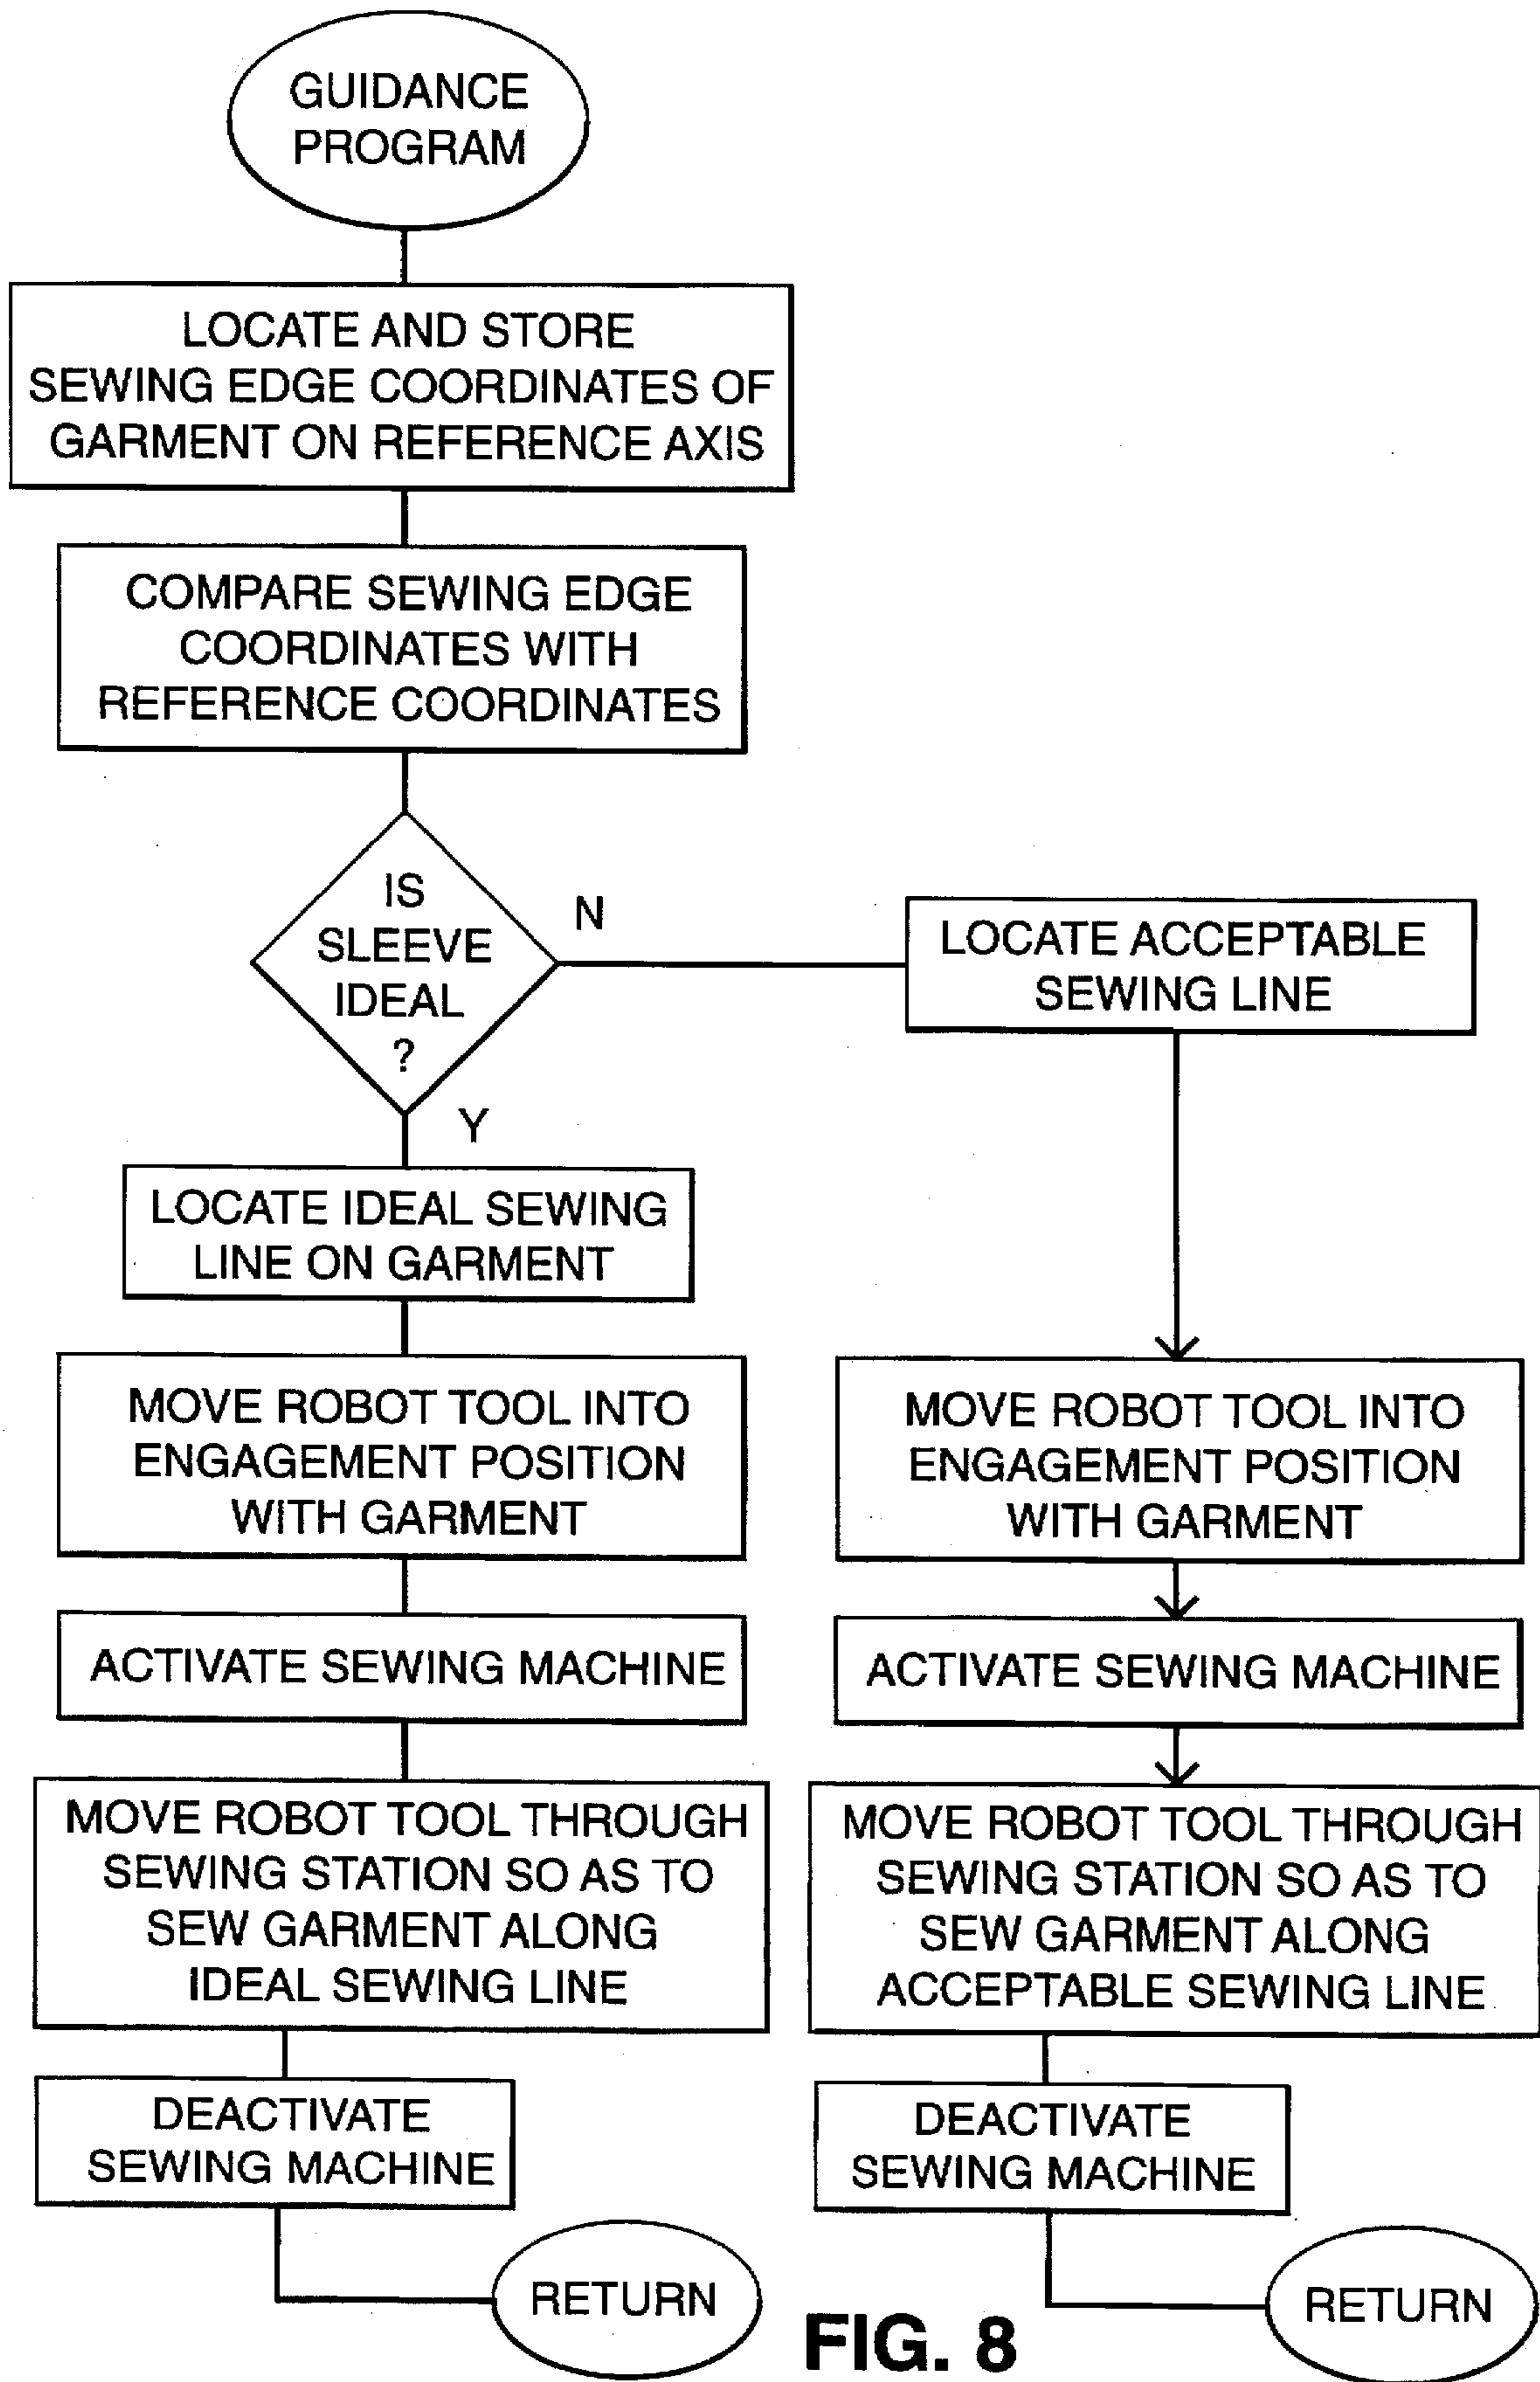 GUIDANCE
PROGRAM
LOCATE AND STORE
SEWING EDGE COORDINATES OF
GARMENT ON REFERENCE AXIS
COMPARE SEWING EDGE
COORDINATES WITH
REFERENCE COORDINATES
IS
SLEEVE
IDEAL
?
N
LOCATE ACCEPTABLE
SEWING LINE
Y
LOCATE IDEAL SEWING
LINE ON GARMENT
MOVE ROBOT TOOL INTO
ENGAGEMENT POSITION
WITH GARMENT
ACTIVATE SEWING MACHINE
MOVE ROBOT TOOL THROUGH
SEWING STATION SO AS TO
SEW GARMENT ALONG
IDEAL SEWING LINE
DEACTIVATE
SEWING MACHINE
RETURN
MOVE ROBOT TOOL INTO
ENGAGEMENT POSITION
WITH GARMENT
ACTIVATE SEWING MACHINE
MOVE ROBOT TOOL THROUGH
SEWING STATION SO AS TO
SEW GARMENT ALONG
ACCEPTABLE SEWING LINE
DEACTIVATE
SEWING MACHINE
RETURN
FIG. 8